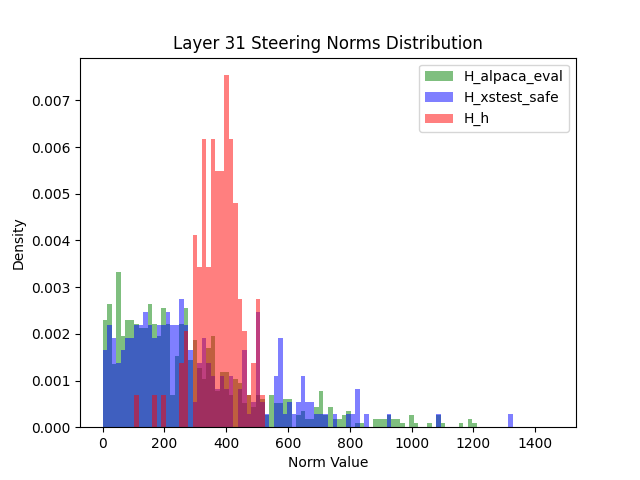 Layer 31 Steering Norms Distribution
H_alpaca_eval
H_xstest_safe
H_h
Density
0.007
0.006
0.005
0.004
0.003
0.002
0.001
0.000
0 200 400 600 800 1000 1200 1400
Norm Value